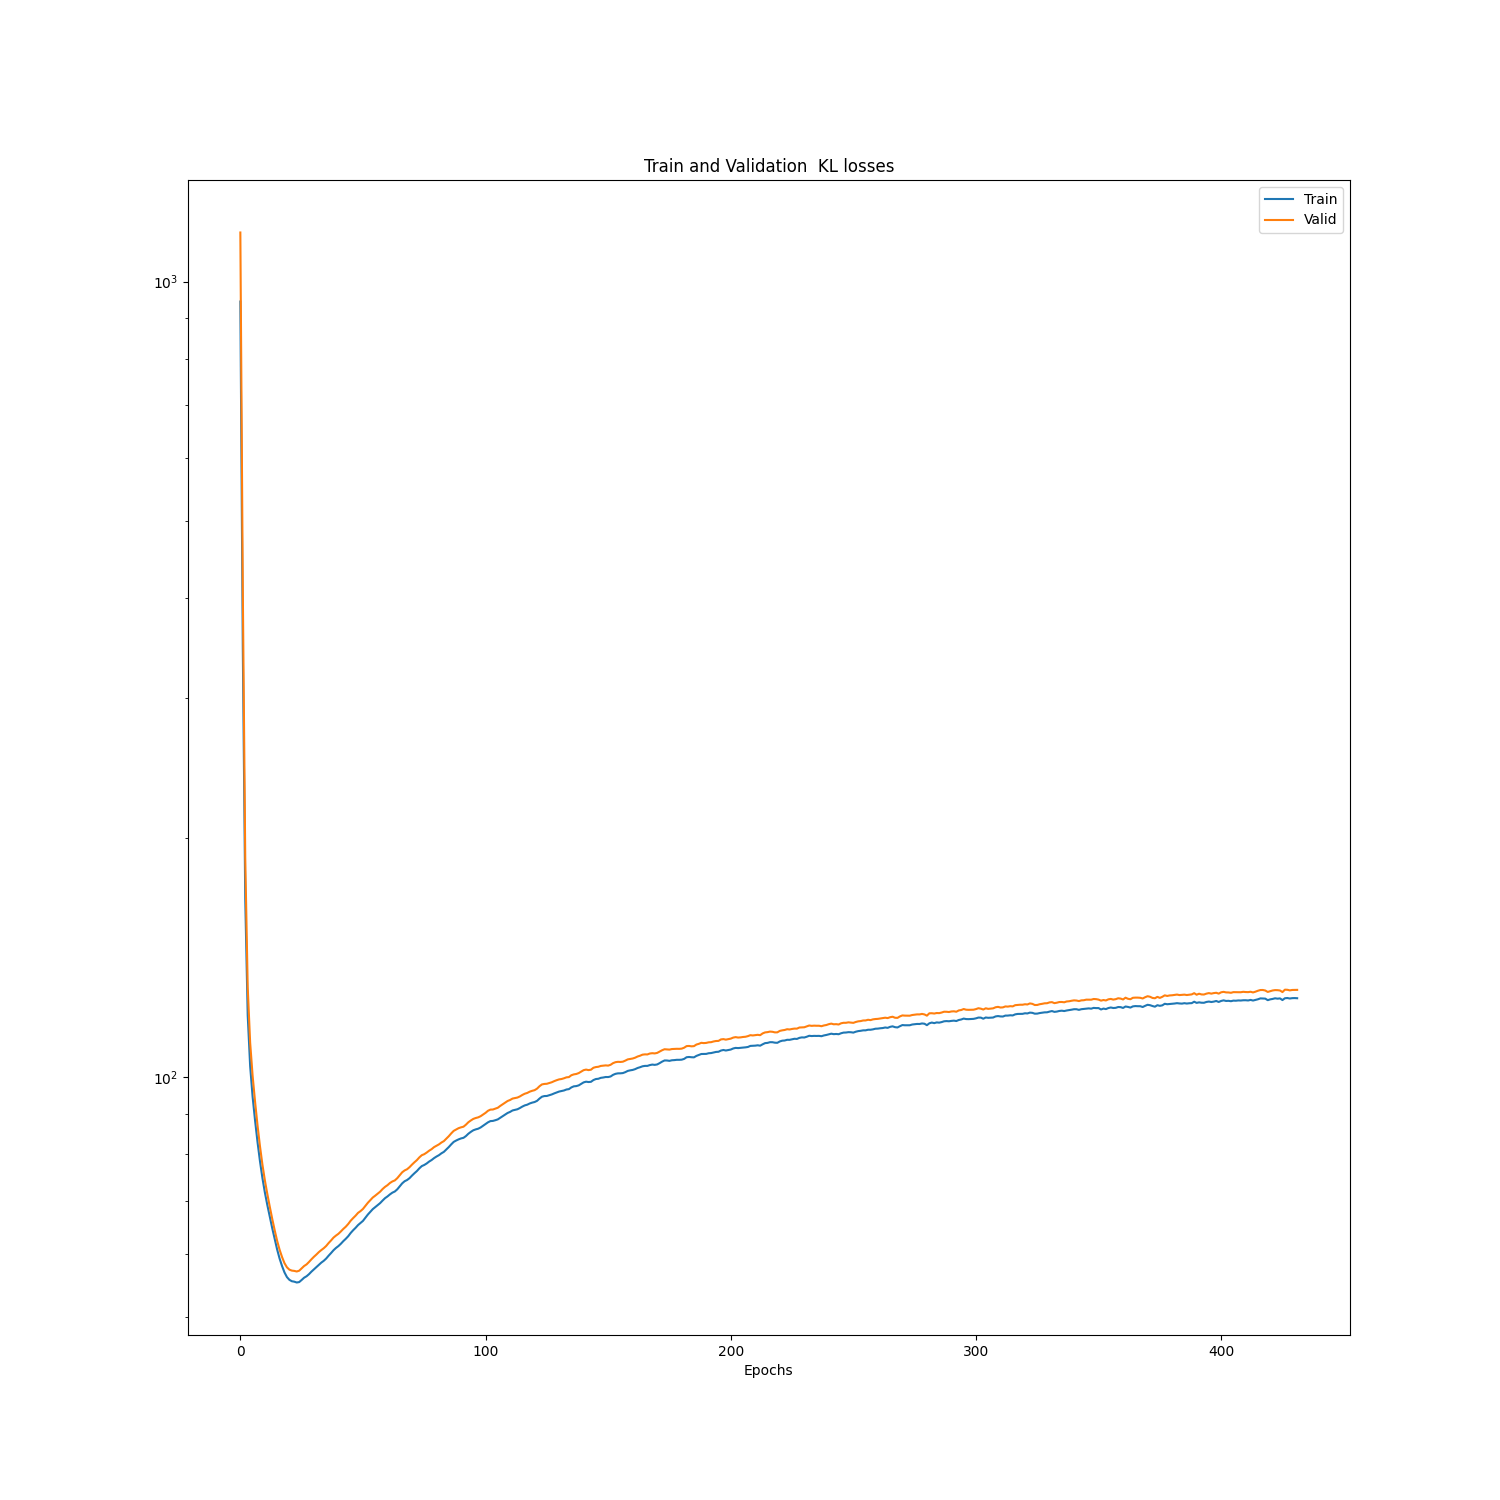 Train and Validation  KL losses
Train
Valid
10³
10²
0 100 200 300 400
Epochs